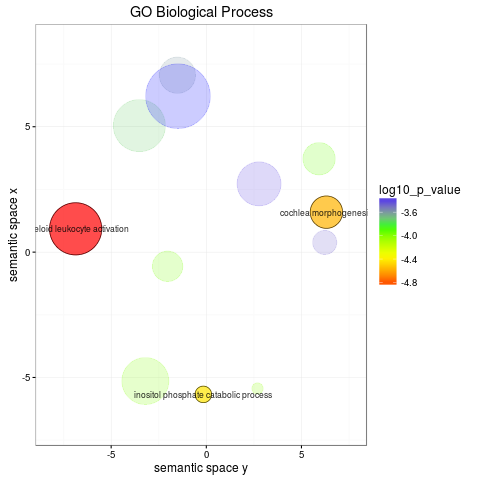 GO Biological Process
log10_p_value
-3.6
-4.0
-4.4
-4.8
semantic space x
5
0
-5
eloid leukocyte activation
cochlea morphogenesi
inositol phosphate catabolic process
-5
0
5
semantic space y